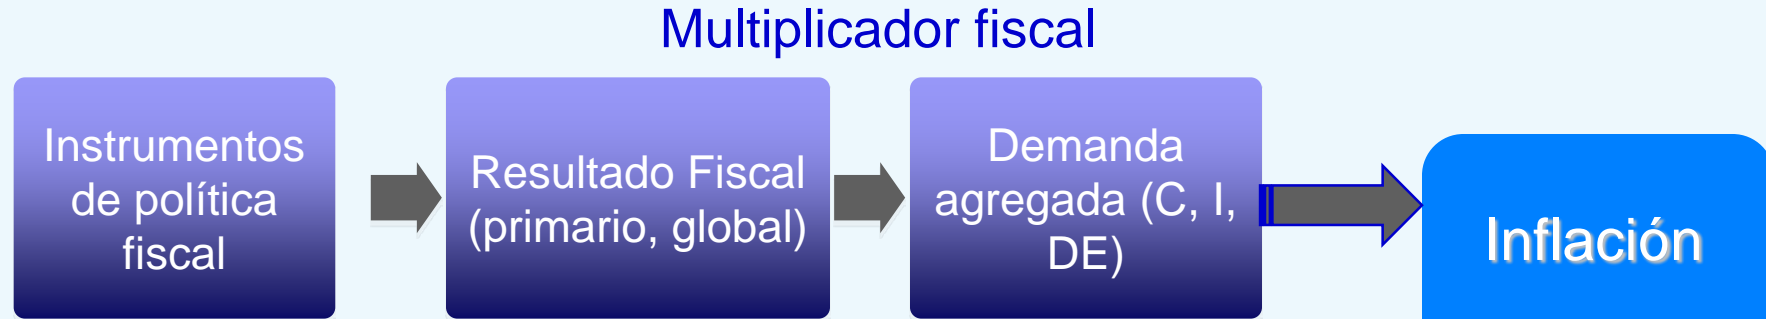 Multiplicador fiscal
Instrumentos
de política
fiscal
Resultado Fiscal
(primario, global)
Demanda
agregada (C, I,
DE)
Inflación